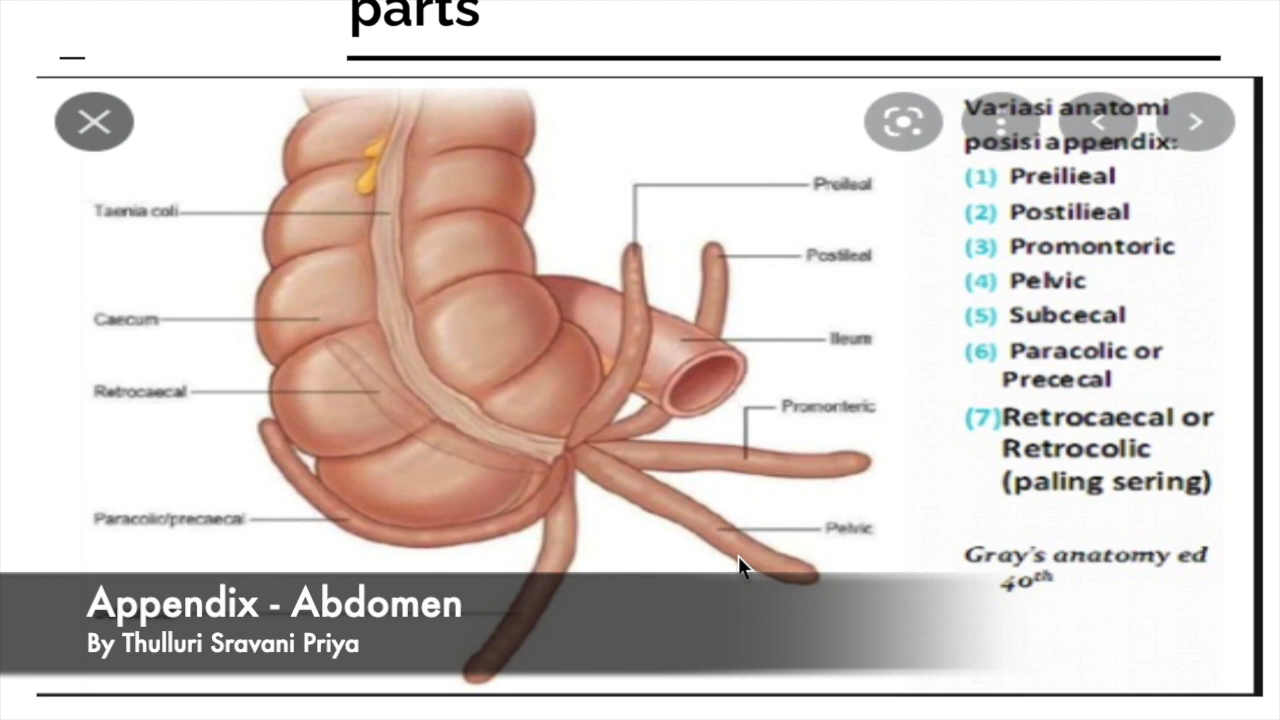 parts
Variasi anatomi
posisi appendix:
(1) Preilieal
(2) Postilieal
(3) Promontoric
(4) Pelvic
(5) Subcecal
(6) Paracolic or
Prececal
(7) Retrocaecal or
Retrocolic
(paling sering)
Gray's anatomy ed
40th
Preileal
Taenia coli
Postileal
Caecum
Ileum
Retrocaecal
Promonteric
Paracolic/precaecal
Pelvic
Appendix - Abdomen
By Thulluri Sravani Priya